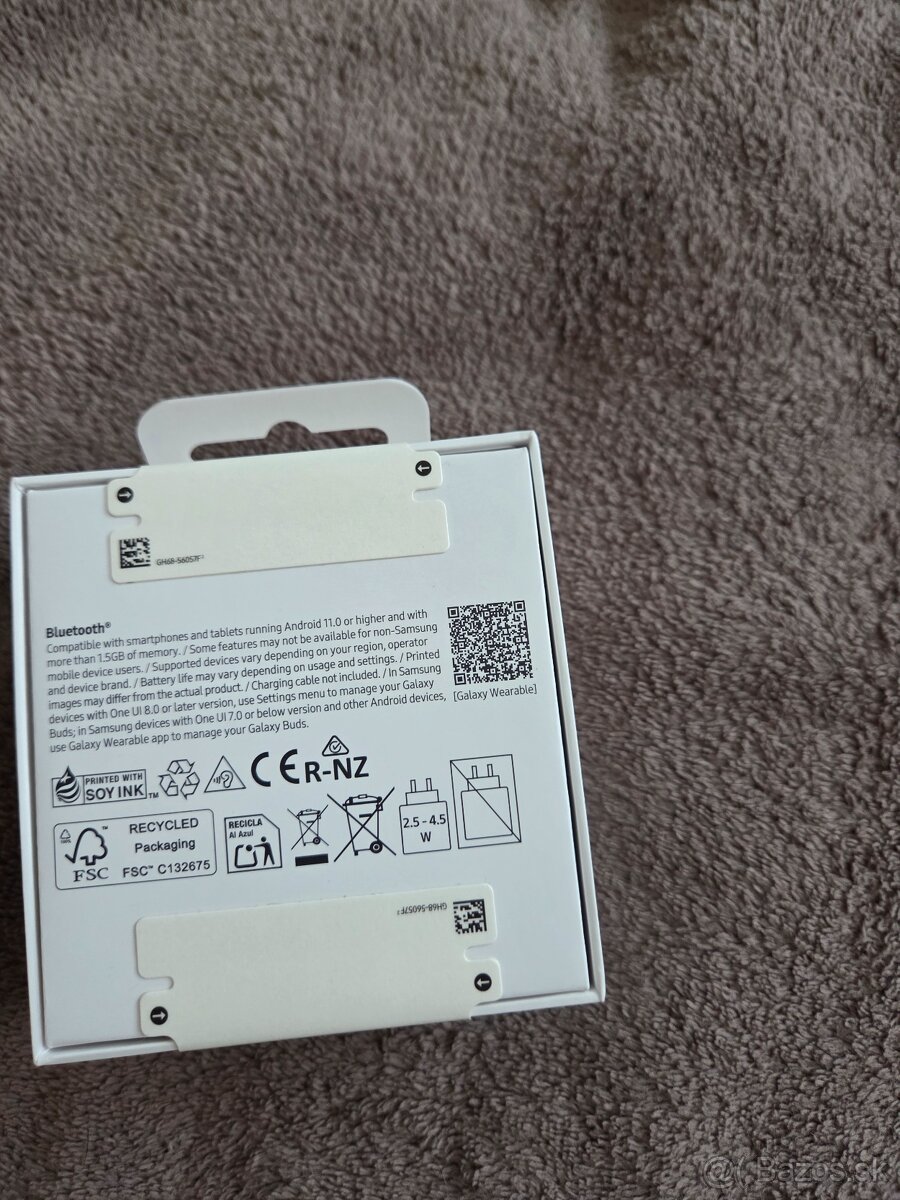 GH68-56057F
Bluetooth®
Compatible with smartphones and tablets running Android 11.0 or higher and with
more than 1.5GB of memory. / Some features may not be available for non-Samsung
mobile device users. / Supported devices vary depending on your region, operator
and device brand. / Battery life may vary depending on usage and settings. / Printed
images may differ from the actual product. / Charging cable not included. / In Samsung
devices with One UI 8.0 or later version, use Settings menu to manage your Galaxy
Buds; in Samsung devices with One UI 7.0 or below version and other Android devices,
use Galaxy Wearable app to manage your Galaxy Buds.
[Galaxy Wearable]
PRINTED WITH
SOY INK™
CE R-NZ
100%
FSC
RECYCLED
Packaging
FSC™ C132675
RECICLA
Al Azul
2.5 - 4.5
W
GH68-56057F
@ Bazos.sk